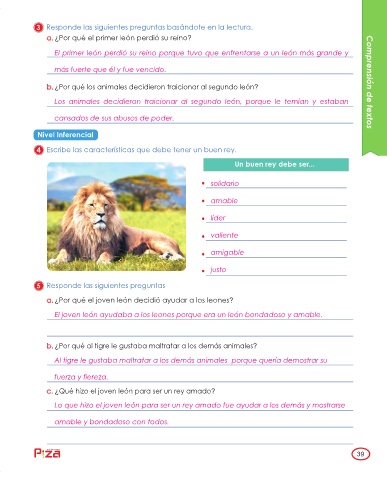 3 Responde las siguientes preguntas basándote en la lectura.
a. ¿Por qué el primer león perdió su reino?
El primer león perdió su reino porque tuvo que enfrentarse a un león más grande y
más fuerte que él y fue vencido.
b. ¿Por qué los animales decidieron traicionar al segundo león?
Los animales decidieron traicionar al segundo león, porque le temían y estaban
cansados de sus abusos de poder.
Nivel Inferencial
4 Escribe las características que debe tener un buen rey.
Un buen rey debe ser...
• solidario
• amable
• líder
• valiente
• amigable
• justo
5 Responde las siguientes preguntas
a. ¿Por qué el joven león decidió ayudar a los leones?
El joven león ayudaba a los leones porque era un león bondadoso y amable.
b. ¿Por qué al tigre le gustaba maltratar a los demás animales?
Al tigre le gustaba maltratar a los demás animales porque quería demostrar su
fuerza y fiereza.
c. ¿Qué hizo el joven león para ser un rey amado?
Lo que hizo el joven león para ser un rey amado fue ayudar a los demás y mostrarse
amable y bondadoso con todos.
Comprensión de textos
Piza
39